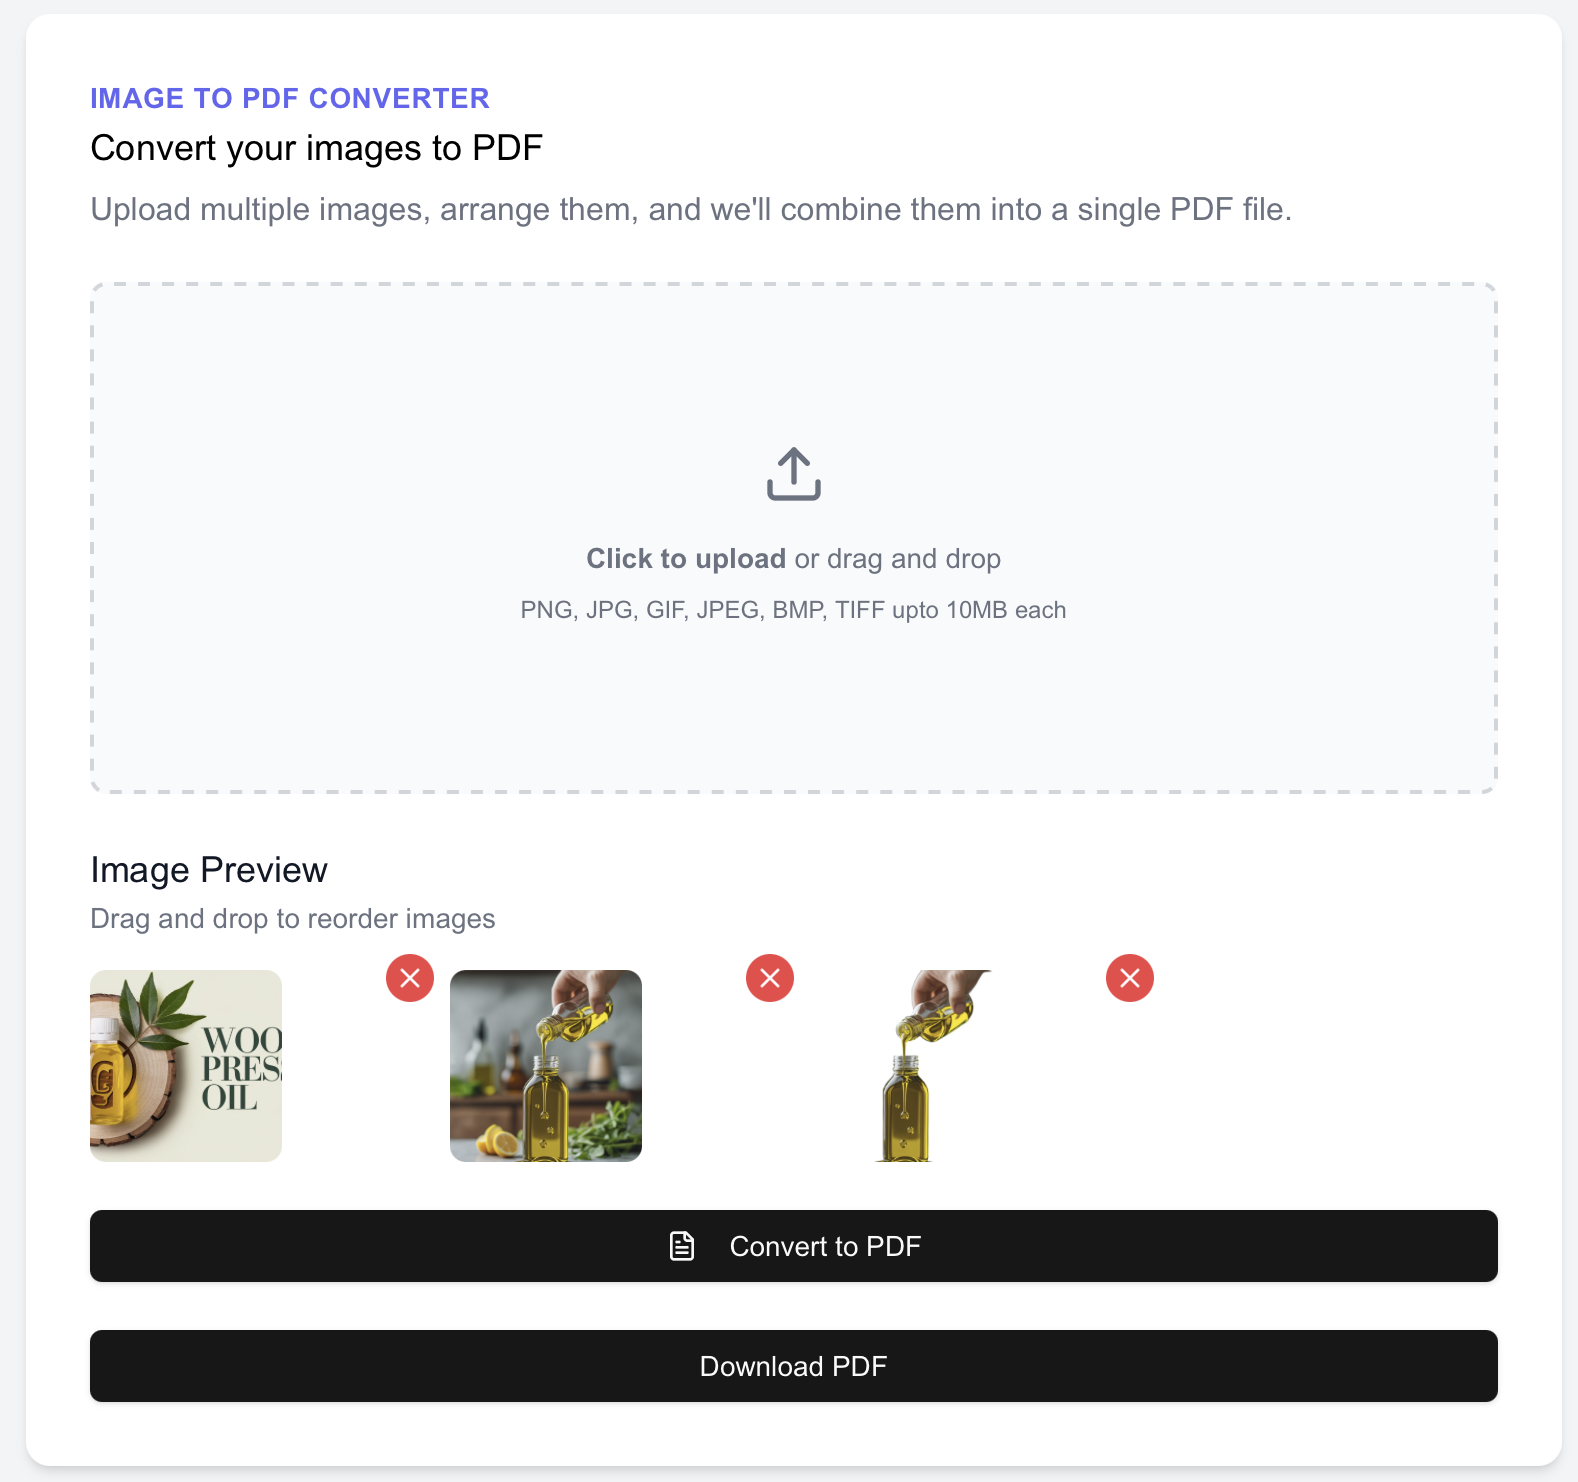 IMAGE TO PDF CONVERTER
Convert your images to PDF
Upload multiple images, arrange them, and we'll combine them into a single PDF file.
Click to upload or drag and drop
PNG, JPG, GIF, JPEG, BMP, TIFF upto 10MB each
Image Preview
Drag and drop to reorder images
WOO
PRES
OIL
Convert to PDF
Download PDF